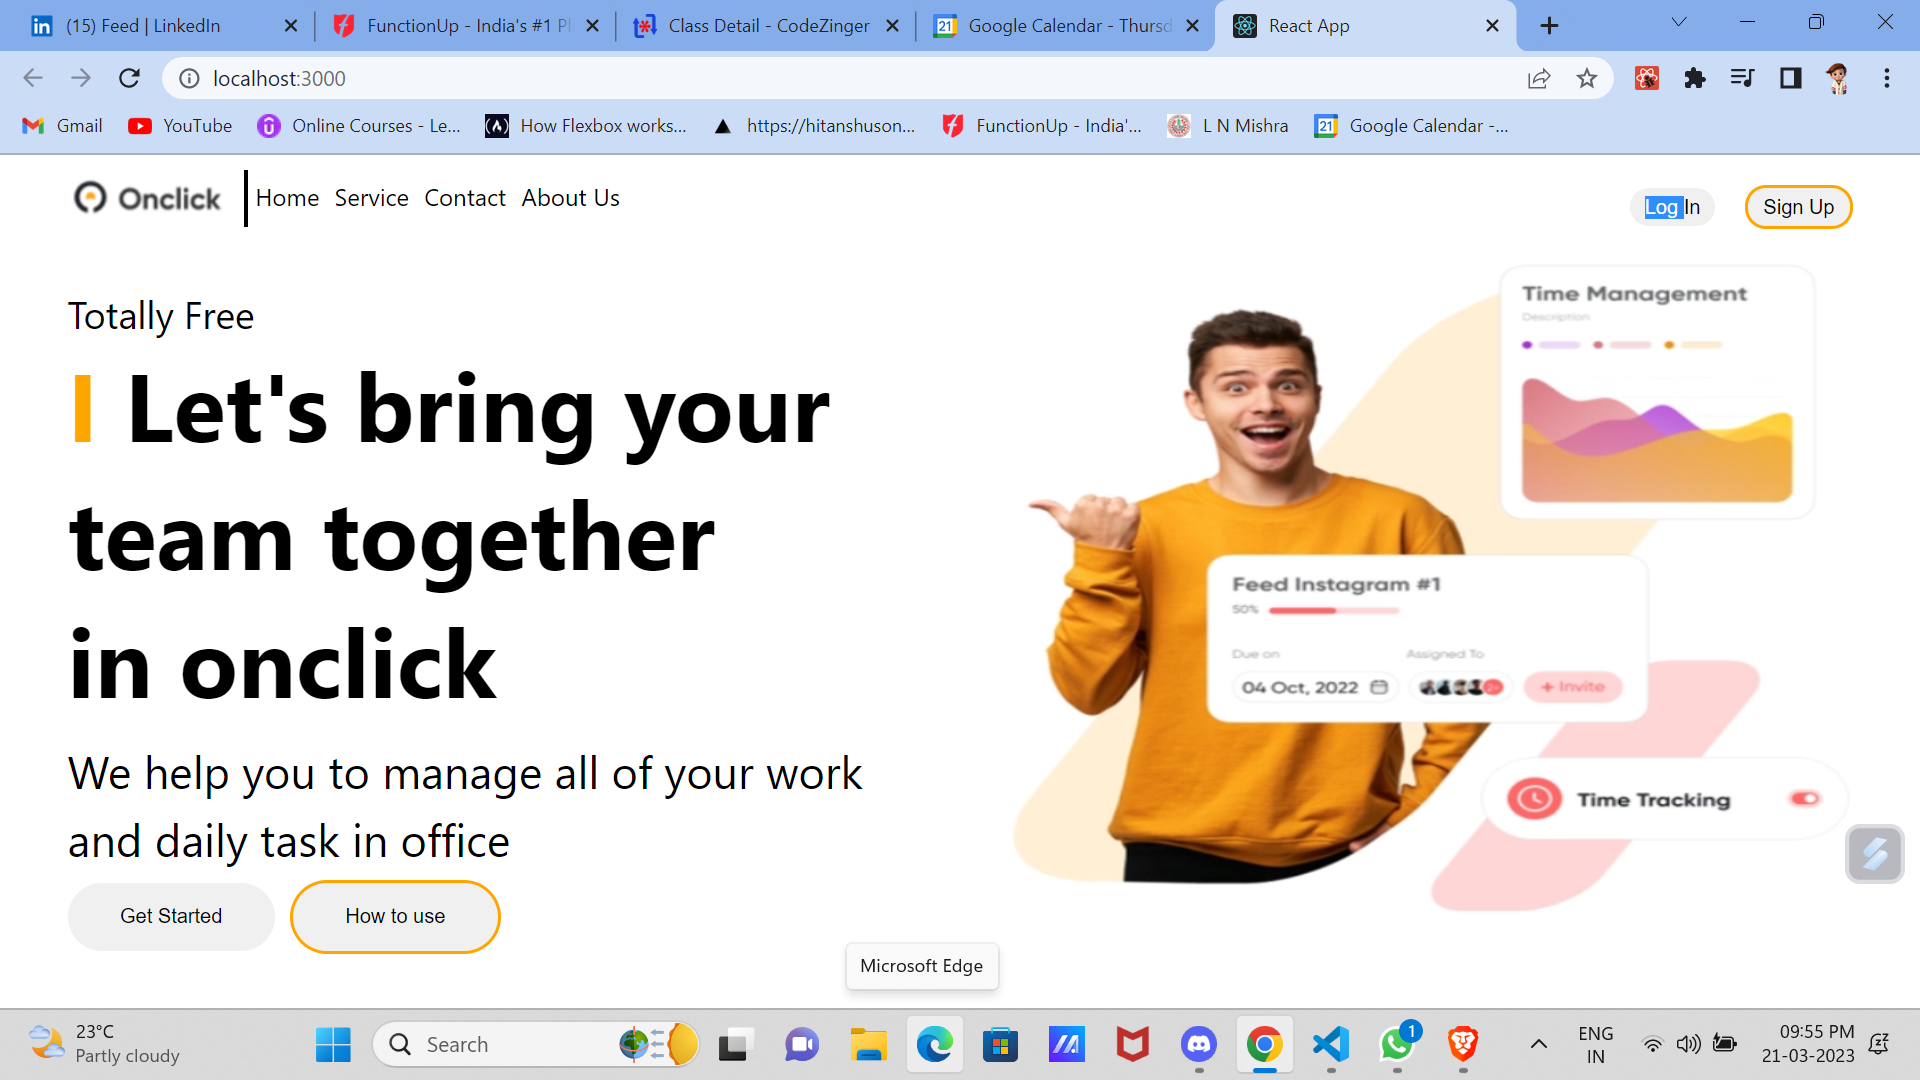 (15) Feed | LinkedIn
FunctionUp - India's #1 Pl
Class Detail - CodeZinger
Google Calendar - Thursd
React App
localhost:3000
Gmail
YouTube
Online Courses - Le...
How Flexbox works...
https://hitanshuson...
FunctionUp - India'...
L N Mishra
Google Calendar -...
Onclick
Home Service Contact About Us
Log In
Sign Up
Totally Free
I Let's bring your
team together
in onclick
We help you to manage all of your work
and daily task in office
Get Started
How to use
Time Management
Description
Feed Instagram #1
50%
Due on
Assigned To
04 Oct, 2022
2+
+ Invite
Time Tracking
Microsoft Edge
23°C
Partly cloudy
Search
1
ENG
IN
09:55 PM
21-03-2023